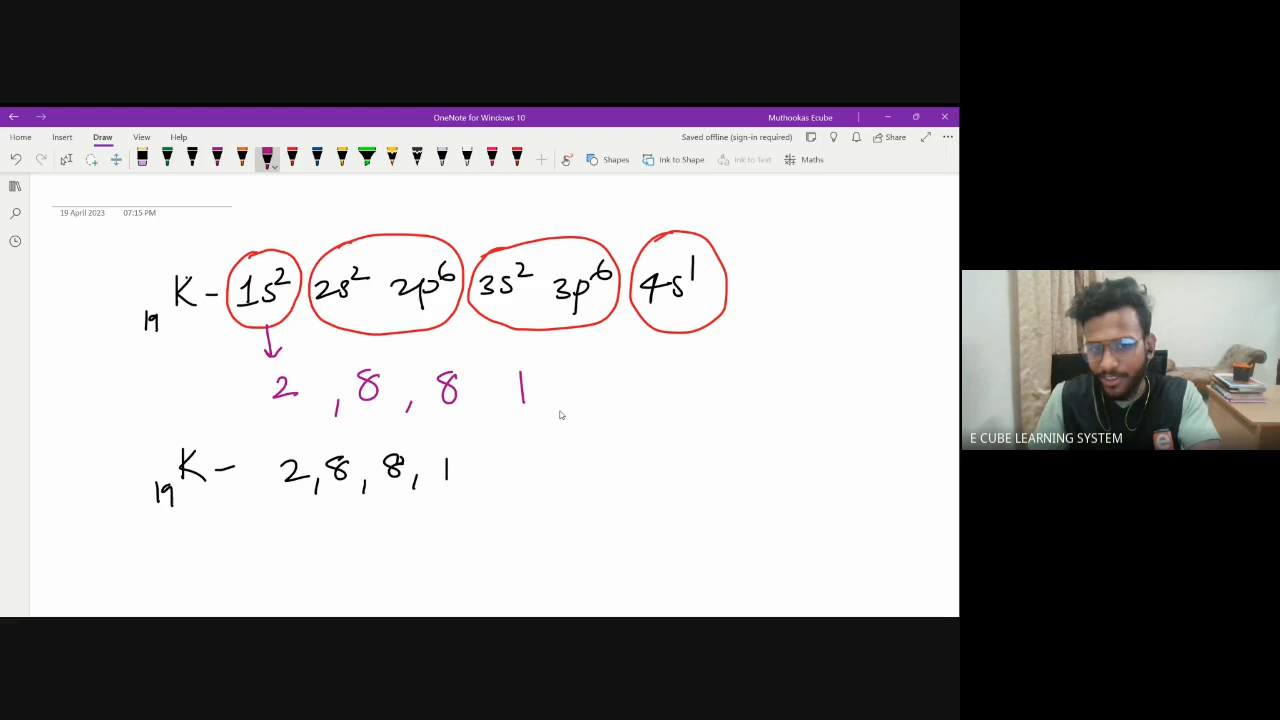 OneNote for Windows 10
Muthookas Ecube
Home Insert Draw View Help
Saved offline (sign-in required)
Share
Shapes
Ink to Shape
Ink to Text
Maths
19 April 2023 07:15 PM
₁₉K - 1s² 2s² 2p⁶ 3s² 3p⁶ 4s¹
2 , 8 , 8 1
₁₉K - 2, 8, 8, 1
E CUBE LEARNING SYSTEM